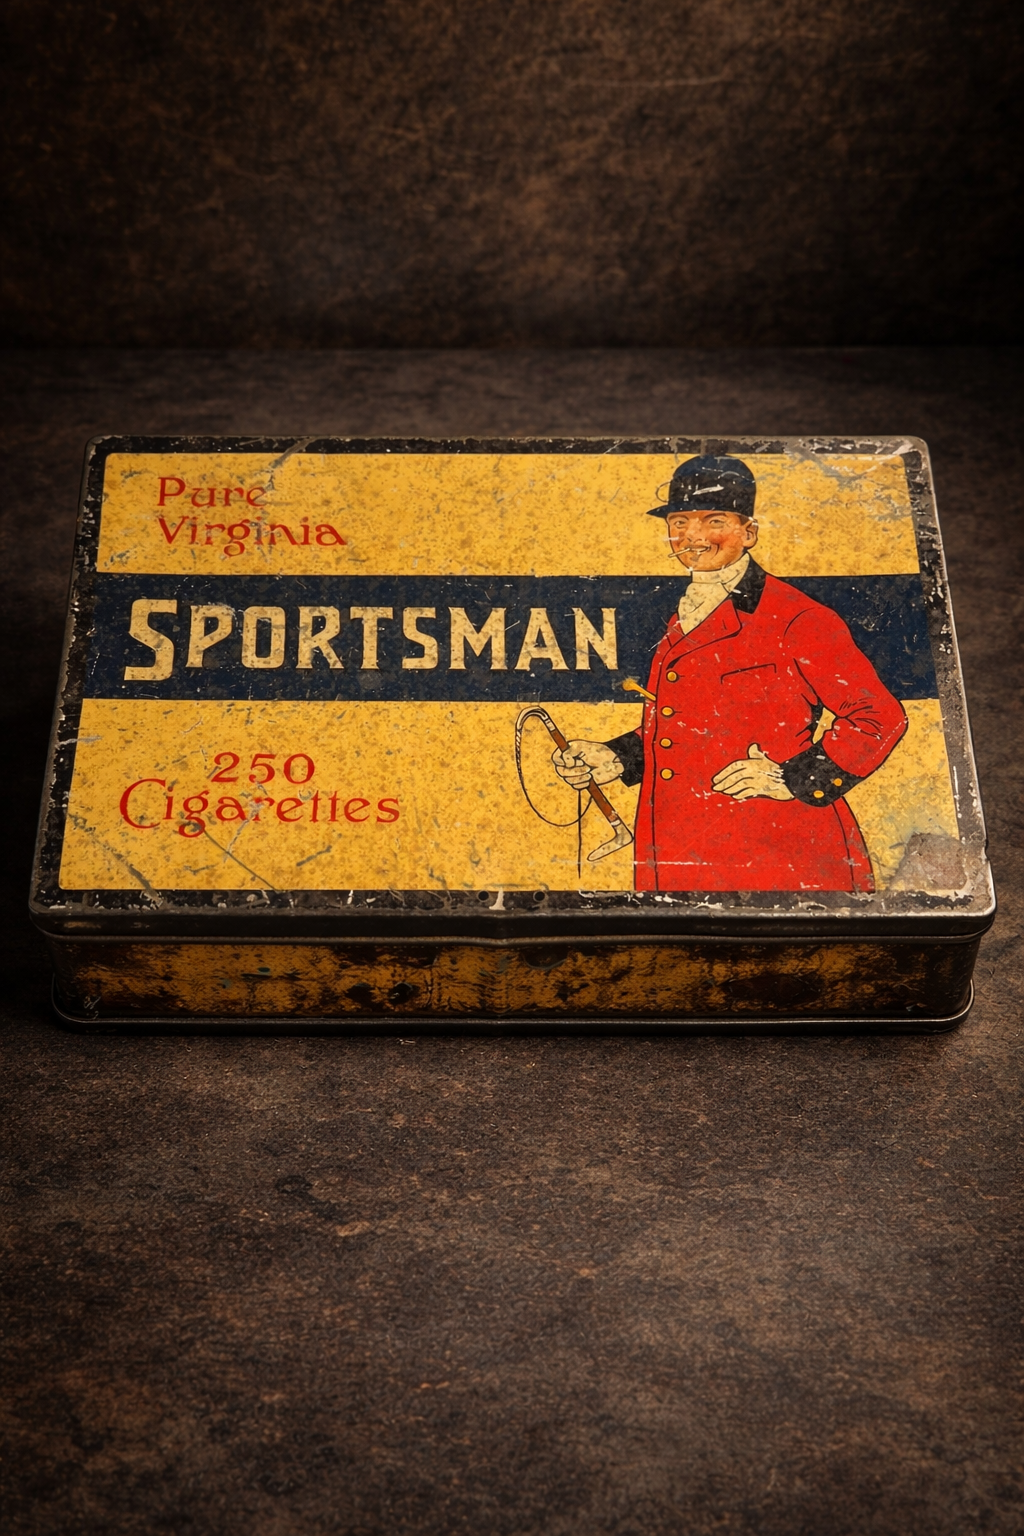 Pure
Virginia
SPORTSMAN
250
Cigarettes